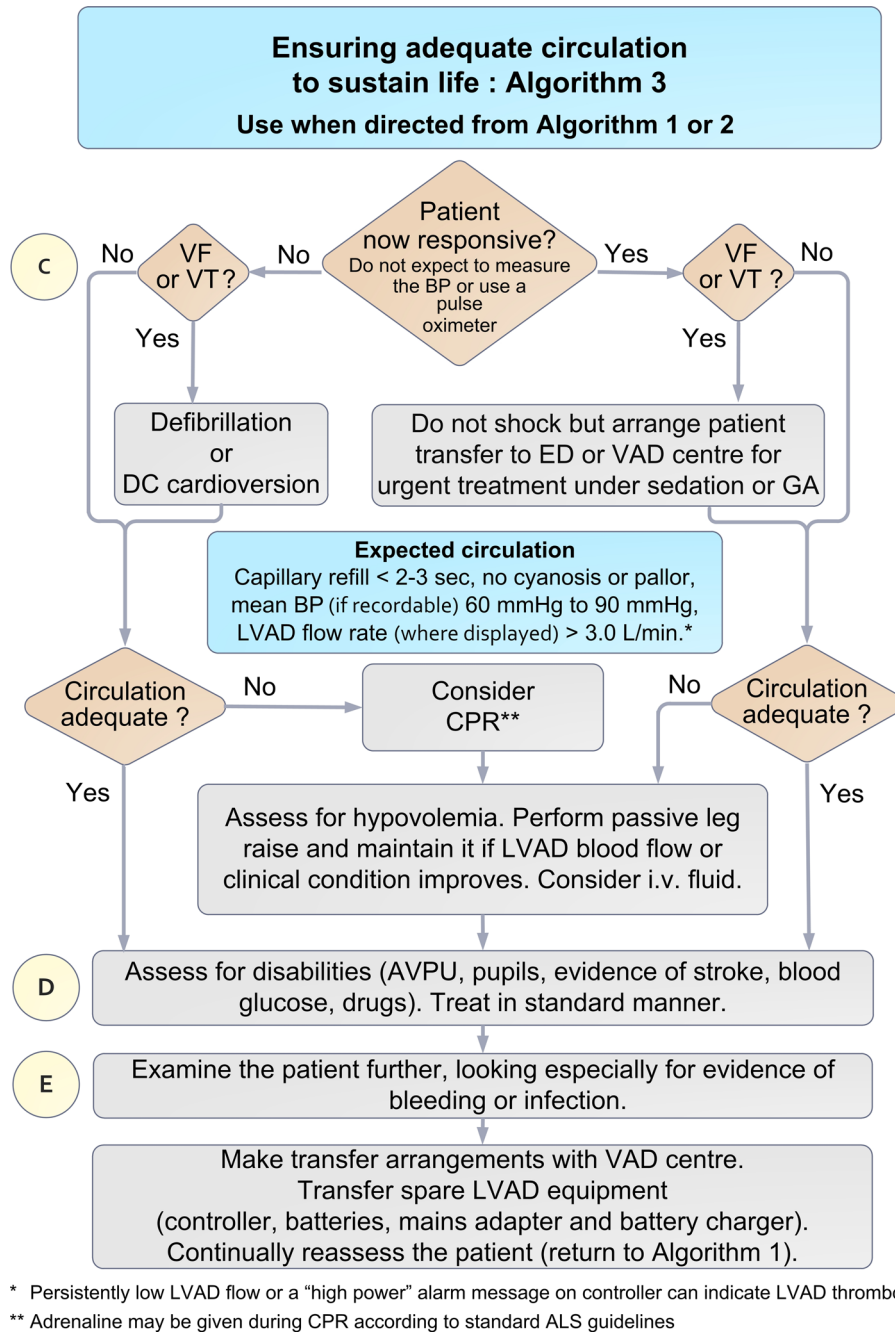 Ensuring adequate circulation
to sustain life : Algorithm 3
Use when directed from Algorithm 1 or 2
Patient
now responsive?
Do not expect to measure
the BP or use a
pulse
oximeter
C
No
VF
or VT ?
No
Yes
VF
or VT ?
No
Yes
Yes
Defibrillation
or
DC cardioversion
Do not shock but arrange patient
transfer to ED or VAD centre for
urgent treatment under sedation or GA
Expected circulation
Capillary refill < 2-3 sec, no cyanosis or pallor,
mean BP (if recordable) 60 mmHg to 90 mmHg,
LVAD flow rate (where displayed) > 3.0 L/min.*
Circulation
adequate ?
No
Consider
CPR**
No
Circulation
adequate ?
Yes
Yes
Assess for hypovolemia. Perform passive leg
raise and maintain it if LVAD blood flow or
clinical condition improves. Consider i.v. fluid.
D
Assess for disabilities (AVPU, pupils, evidence of stroke, blood
glucose, drugs). Treat in standard manner.
E
Examine the patient further, looking especially for evidence of
bleeding or infection.
Make transfer arrangements with VAD centre.
Transfer spare LVAD equipment
(controller, batteries, mains adapter and battery charger).
Continually reassess the patient (return to Algorithm 1).
* Persistently low LVAD flow or a “high power” alarm message on controller can indicate LVAD
** Adrenaline may be given during CPR according to standard ALS guidelines